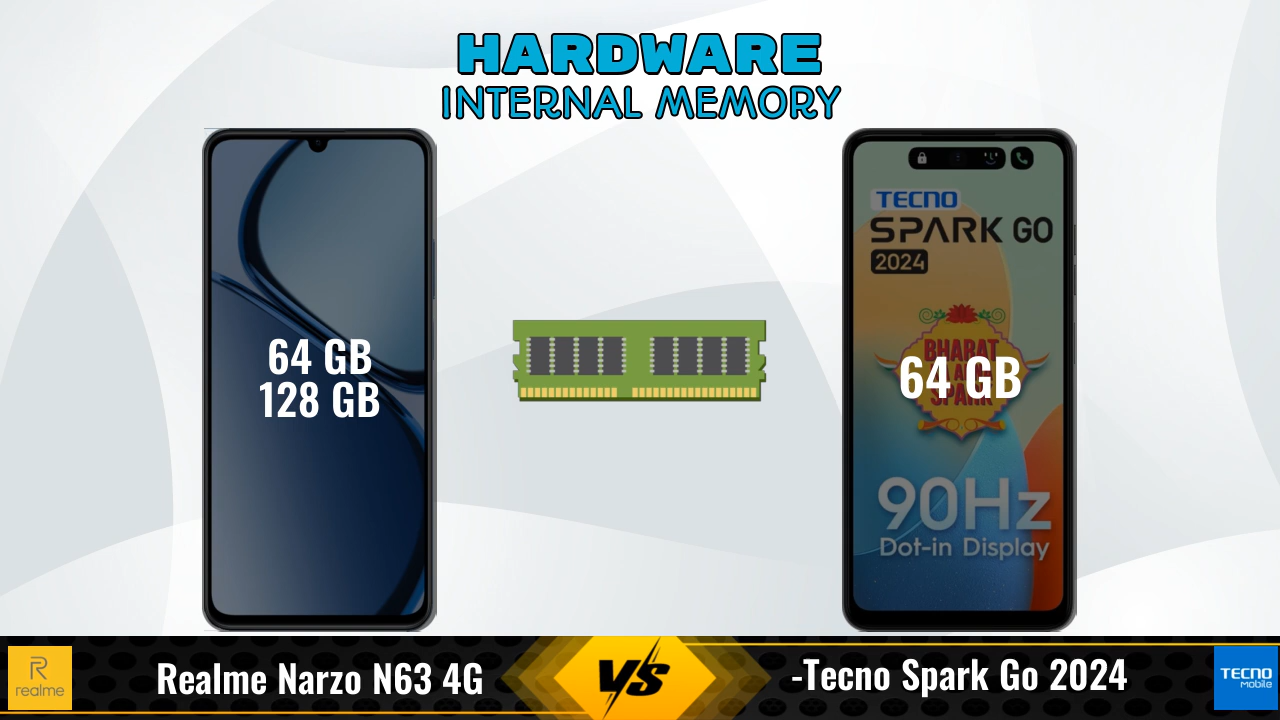 HARDWARE
INTERNAL MEMORY
TECNO
SPARK GO
2024
64 GB
128 GB
BHARAT
64 GB
SPARK
90Hz
Dot-in Display
realme
Realme Narzo N63 4G
VS
-Tecno Spark Go 2024
TECNO
mobile